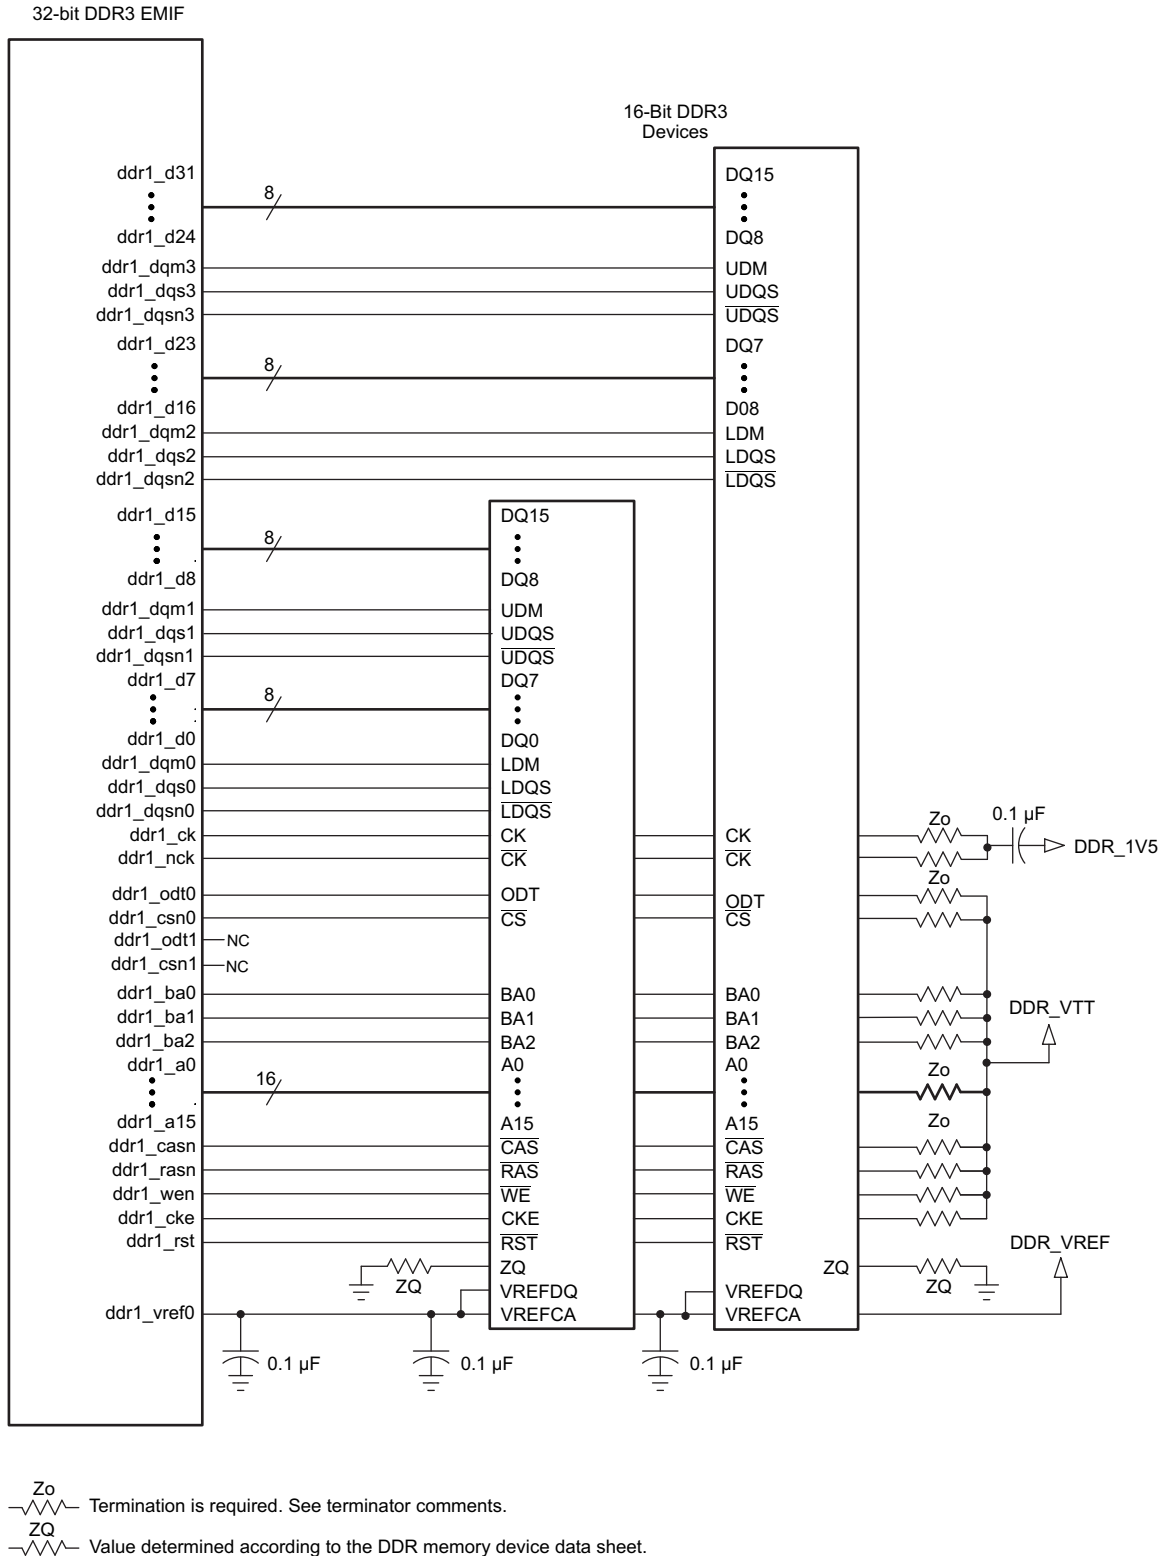 32-bit DDR3 EMIF
16-Bit DDR3
Devices
ddr1_d31
8
DQ15
ddr1_d24
DQ8
ddr1_dqm3
UDM
ddr1_dqs3
UDQS
ddr1_dqsn3
UDQS
ddr1_d23
8
DQ7
ddr1_d16
D08
ddr1_dqm2
LDM
ddr1_dqs2
LDQS
ddr1_dqsn2
LDQS
ddr1_d15
8
DQ15
ddr1_d8
DQ8
ddr1_dqm1
UDM
ddr1_dqs1
UDQS
ddr1_dqsn1
UDQS
ddr1_d7
8
DQ7
ddr1_d0
DQ0
ddr1_dqm0
LDM
ddr1_dqs0
LDQS
ddr1_dqsn0
LDQS
ddr1_ck
CK
CK
Zo
0.1 µF
DDR_1V5
ddr1_nck
CK
CK
Zo
ddr1_odt0
ODT
ODT
ddr1_csn0
CS
CS
ddr1_odt1
NC
ddr1_csn1
NC
ddr1_ba0
BA0
BA0
ddr1_ba1
BA1
BA1
DDR_VTT
ddr1_ba2
BA2
BA2
ddr1_a0
16
A0
A0
Zo
ddr1_a15
A15
A15
Zo
ddr1_casn
CAS
CAS
ddr1_rasn
RAS
RAS
ddr1_wen
WE
WE
ddr1_cke
CKE
CKE
ddr1_rst
RST
RST
DDR_VREF
ZQ
ZQ
ZQ
ZQ
VREFDQ
VREFDQ
ddr1_vref0
VREFCA
VREFCA
0.1 µF
0.1 µF
0.1 µF
Zo
Termination is required. See terminator comments.
ZQ
Value determined according to the DDR memory device data sheet.